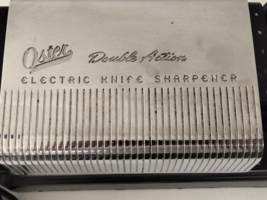 Oster Double Action
ELECTRIC KNIFE SHARPENER